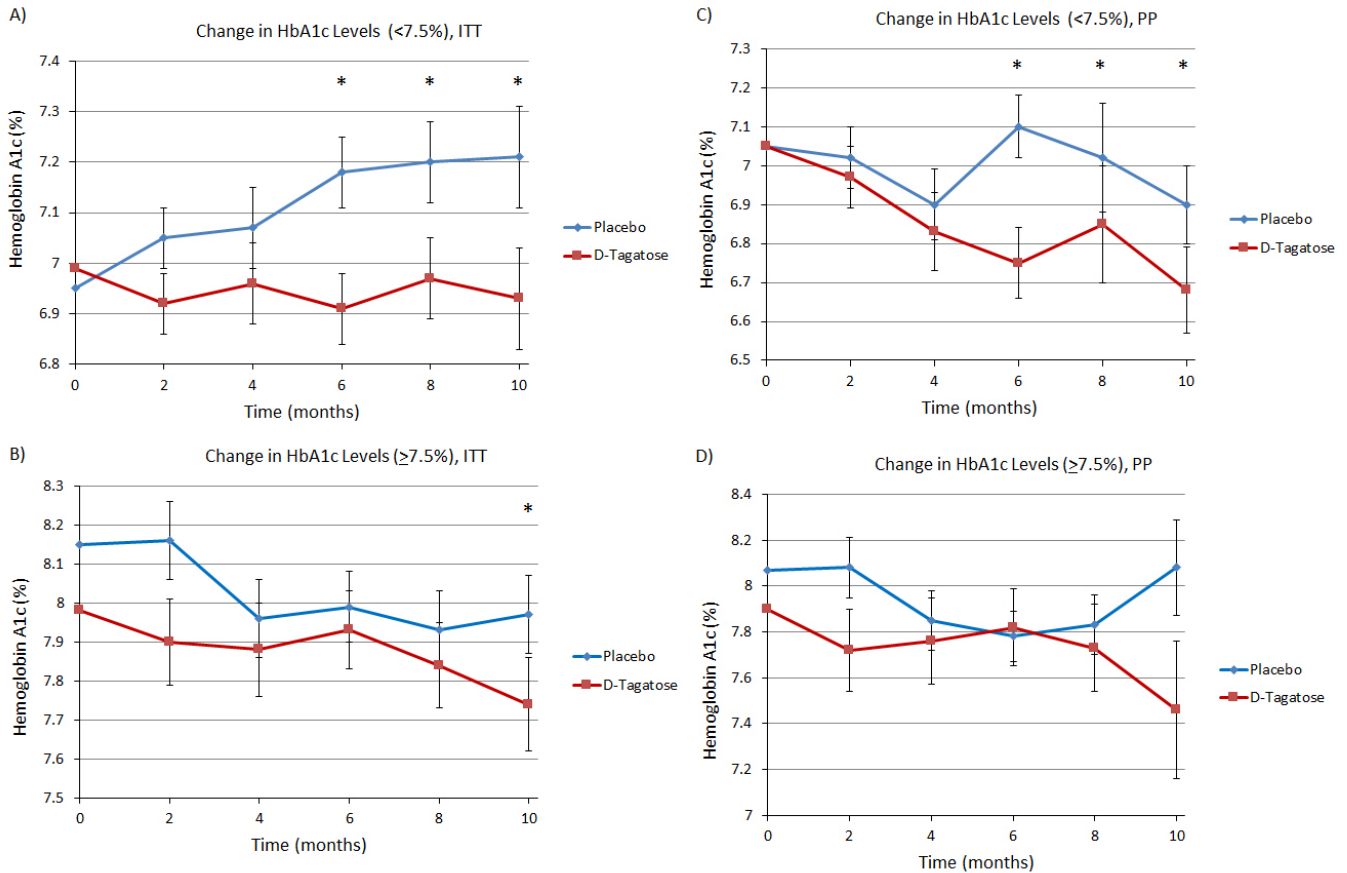 A)
Change in HbA1c Levels (<7.5%), ITT
Hemoglobin A1c (%)
7.4
7.3
7.2
7.1
7
6.9
6.8
* * *
0 2 4 6 8 10
Time (months)
Placebo
D-Tagatose
C)
Change in HbA1c Levels (<7.5%), PP
Hemoglobin A1c (%)
7.3
7.2
7.1
7
6.9
6.8
6.7
6.6
6.5
* * *
0 2 4 6 8 10
Time (months)
Placebo
D-Tagatose
B)
Change in HbA1c Levels (≥7.5%), ITT
Hemoglobin A1c (%)
8.3
8.2
8.1
8
7.9
7.8
7.7
7.6
7.5
*
0 2 4 6 8 10
Time (months)
Placebo
D-Tagatose
D)
Change in HbA1c Levels (≥7.5%), PP
Hemoglobin A1c (%)
8.4
8.2
8
7.8
7.6
7.4
7.2
7
0 2 4 6 8 10
Time (months)
Placebo
D-Tagatose